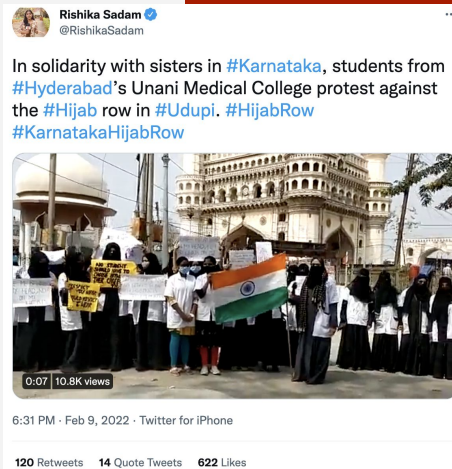 Rishika Sadam
@RishikaSadam
In solidarity with sisters in #Karnataka, students from
#Hyderabad's Unani Medical College protest against
the #Hijab row in #Udupi. #HijabRow
#KarnatakaHijabRow
0:07 10.8K views
6:31 PM · Feb 9, 2022 · Twitter for iPhone
120 Retweets 14 Quote Tweets 622 Likes